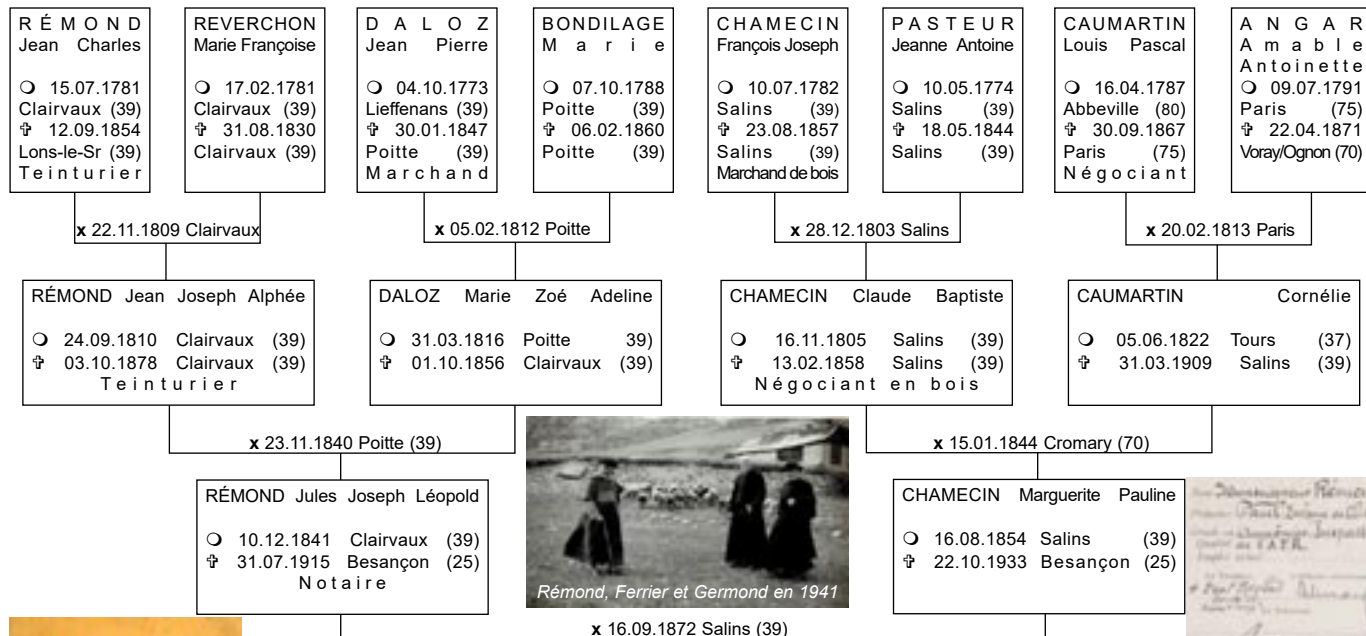 RÉMOND
Jean Charles
❍ 15.07.1781
Clairvaux (39)
✞ 12.09.1854
Lons-le-Sr (39)
Teinturier
REVERCHON
Marie Françoise
❍ 17.02.1781
Clairvaux (39)
✞ 31.08.1830
Clairvaux (39)
DALOZ
Jean Pierre
❍ 04.10.1773
Lieffenans (39)
✞ 30.01.1847
Poitte (39)
Marchand
BONDILAGE
Marie
❍ 07.10.1788
Poitte (39)
✞ 06.02.1860
Poitte (39)
CHAMECIN
François Joseph
❍ 10.07.1782
Salins (39)
✞ 23.08.1857
Salins (39)
Marchand de bois
PASTEUR
Jeanne Antoine
❍ 10.05.1774
Salins (39)
✞ 18.05.1844
Salins (39)
CAUMARTIN
Louis Pascal
❍ 16.04.1787
Abbeville (80)
✞ 30.09.1867
Paris (75)
Négociant
ANGAR
Amable
Antoinette
❍ 09.07.1791
Paris (75)
✞ 22.04.1871
Voray/Ognon (70)
x 22.11.1809 Clairvaux
x 05.02.1812 Poitte
x 28.12.1803 Salins
x 20.02.1813 Paris
RÉMOND Jean Joseph Alphée
❍ 24.09.1810 Clairvaux (39)
✞ 03.10.1878 Clairvaux (39)
Teinturier
DALOZ Marie Zoé Adeline
❍ 31.03.1816 Poitte 39)
✞ 01.10.1856 Clairvaux (39)
CHAMECIN Claude Baptiste
❍ 16.11.1805 Salins (39)
✞ 13.02.1858 Salins (39)
Négociant en bois
CAUMARTIN Cornélie
❍ 05.06.1822 Tours (37)
✞ 31.03.1909 Salins (39)
x 23.11.1840 Poitte (39)
x 15.01.1844 Cromary (70)
RÉMOND Jules Joseph Léopold
❍ 10.12.1841 Clairvaux (39)
✞ 31.07.1915 Besançon (25)
Notaire
Rémond, Ferrier et Germond en 1941
CHAMECIN Marguerite Pauline
❍ 16.08.1854 Salins (39)
✞ 22.10.1933 Besançon (25)
x 16.09.1872 Salins (39)